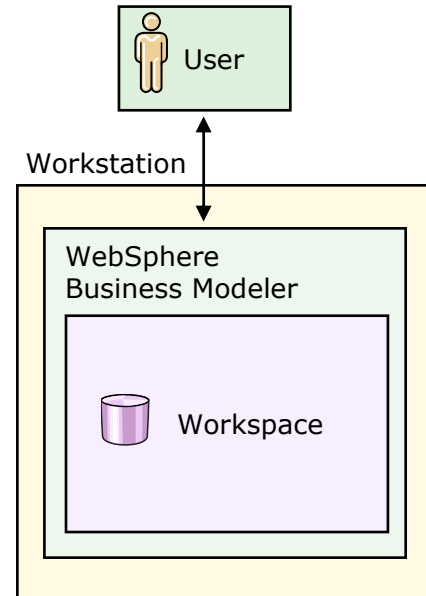 User
Workstation
WebSphere
Business Modeler
Workspace